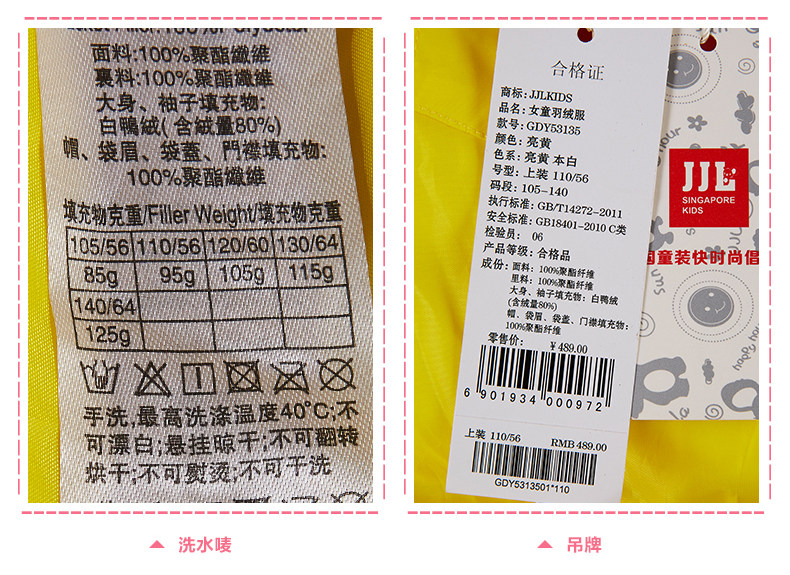 面料:100%聚酯纖維
裏料:100%聚酯纖維
大身、袖子填充物:
白鴨絨(含絨量80%)
帽、袋眉、袋蓋、門襟填充物:
100%聚酯纖維
填充物克重/Filler Weight/填充物克重
105/56 110/56 120/60 130/64
85g 95g 105g 115g
140/64
125g
手洗,最高洗涤温度40℃;不
可漂白;悬挂晾干;不可翻转
烘干;不可熨烫;不可干洗
合格证
商标: JJLKIDS
品名: 女童羽绒服
款号: GDY53135
颜色: 亮黄
色系: 亮黄 本白
号型: 上装 110/56
码段: 105-140
执行标准: GB/T14272-2011
安全标准: GB18401-2010 C类
检验员: 06
产品等级: 合格品
成份: 面料: 100%聚酯纤维
里料: 100%聚酯纤维
大身、袖子填充物: 白鸭绒
(含绒量80%)
帽、袋眉、袋盖、门襟填充物:
100%聚酯纤维
零售价: ￥489.00
6 901934 000972
上装 110/56 RMB 489.00
GDY5313501*110
hour
JJL
SINGAPORE
KIDS
童装快时尚倡
happy
洗水唛
吊牌